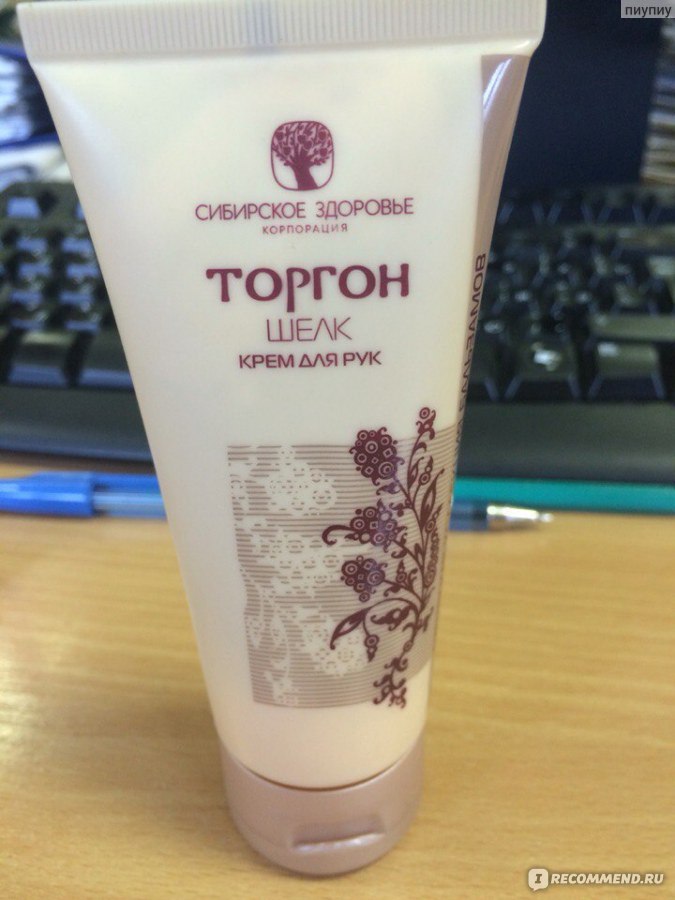 пиупиу
СИБИРСКОЕ ЗДОРОВЬЕ
КОРПОРАЦИЯ
ТОРГОН
ШЕЛК
КРЕМ ДЛЯ РУК
I RECOMMEND.RU